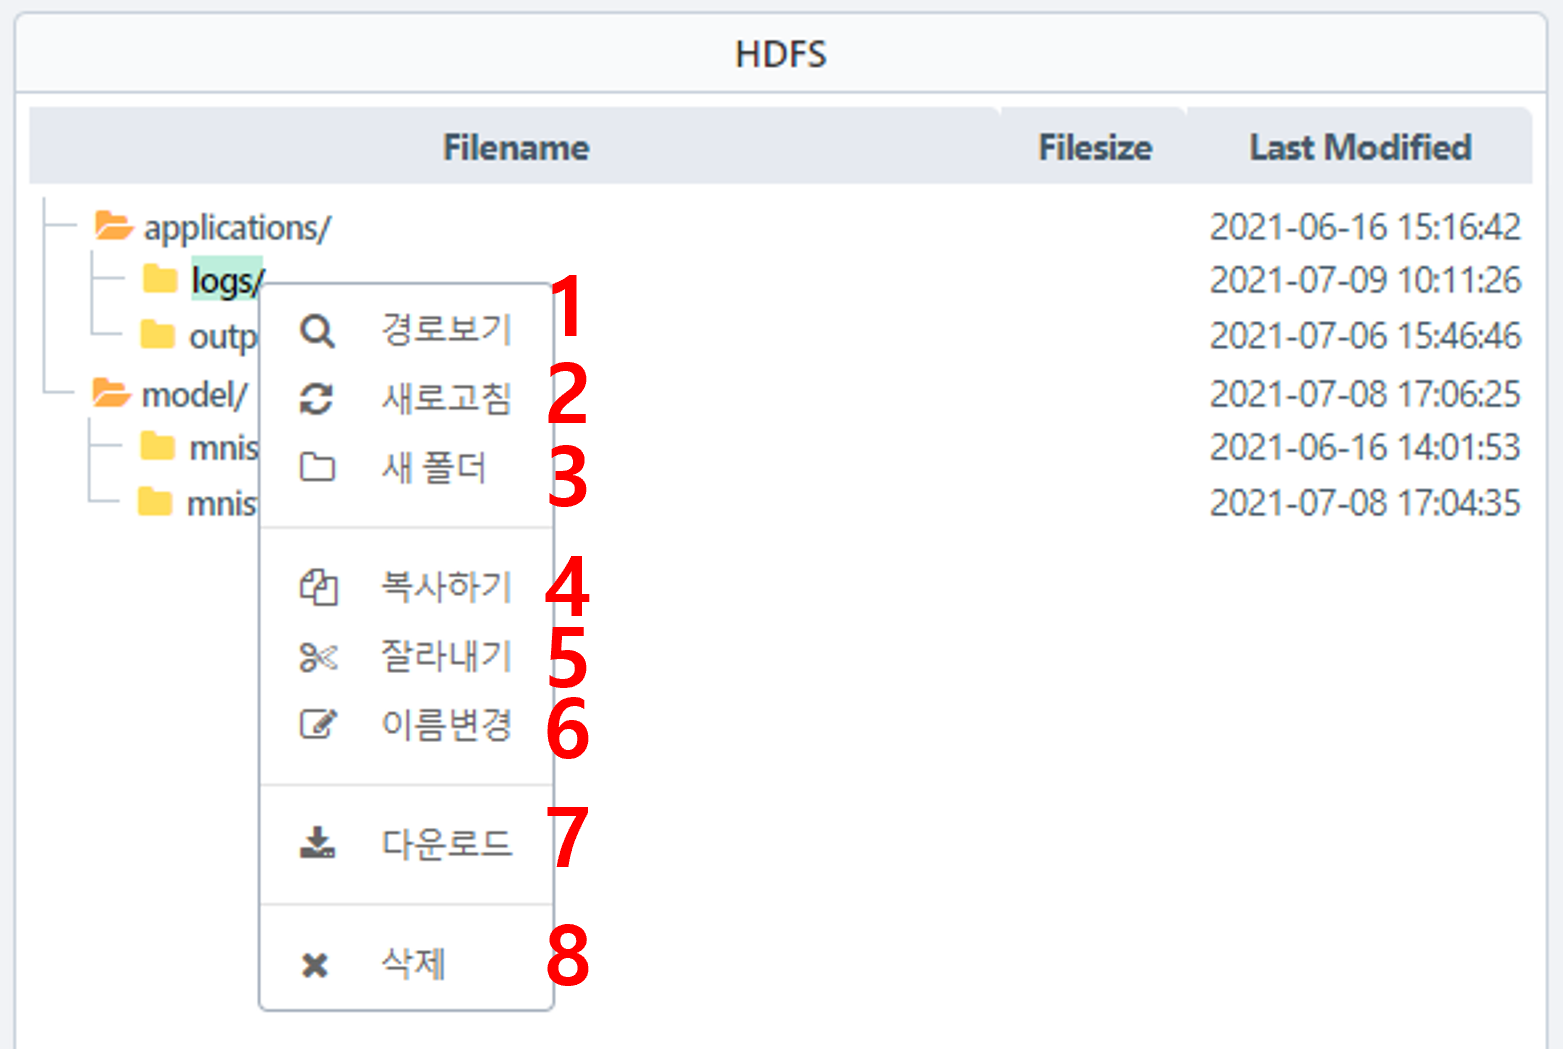 HDFS
Filename Filesize Last Modified
applications/ 2021-06-16 15:16:42
logs/ 2021-07-09 10:11:26
outp 2021-07-06 15:46:46
model/ 2021-07-08 17:06:25
mnis 2021-06-16 14:01:53
mnis 2021-07-08 17:04:35
경로보기 1
새로고침 2
새 폴더 3
복사하기 4
잘라내기 5
이름변경 6
다운로드 7
삭제 8